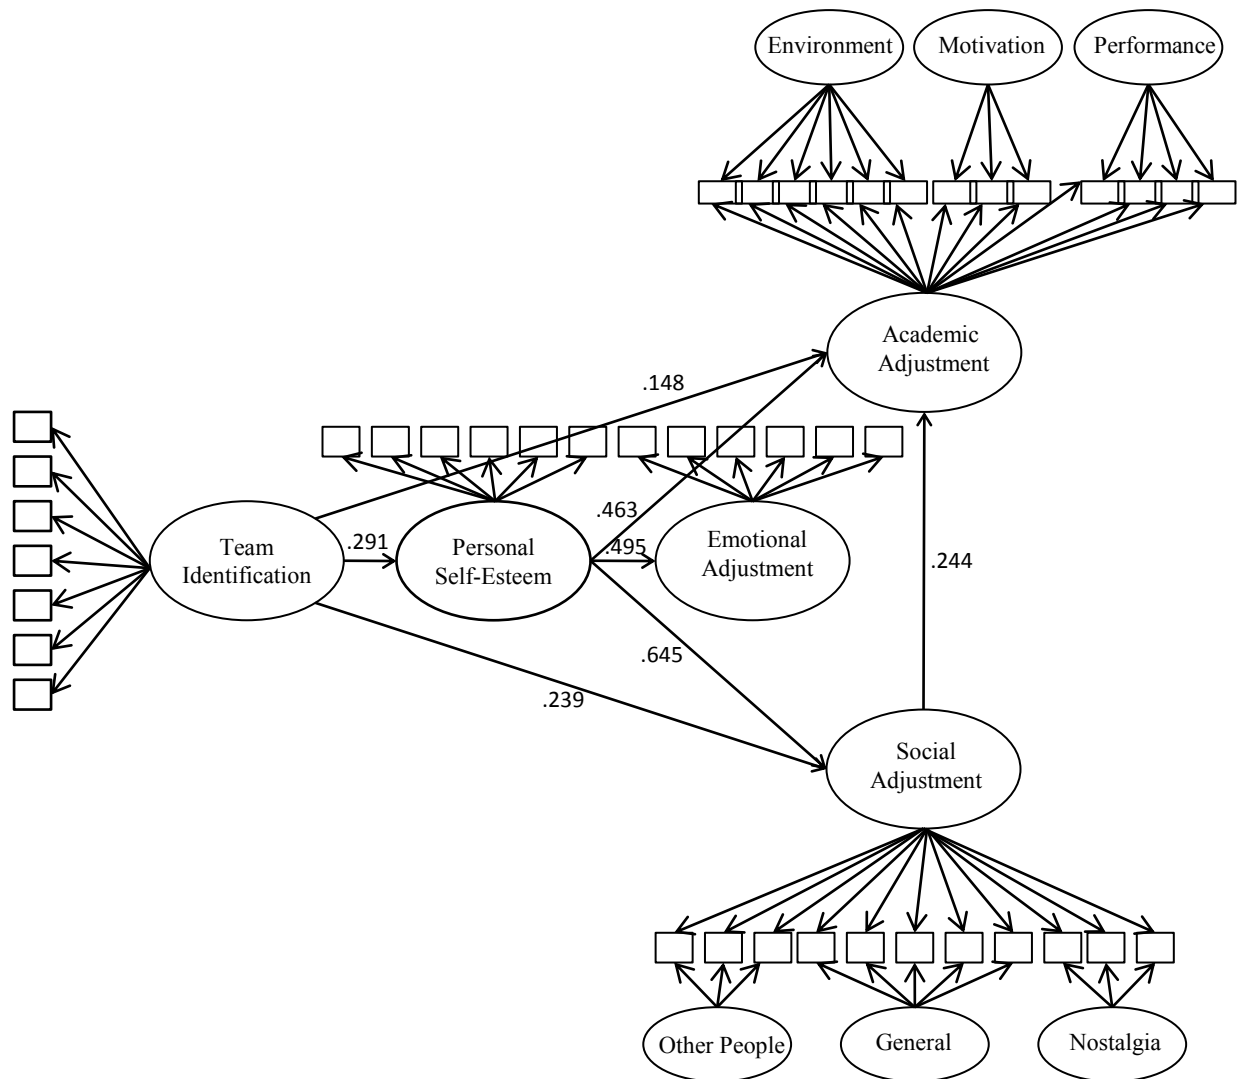 Environment
Motivation
Performance
Academic
Adjustment
.148
.463
Team
Identification
.291
Personal
Self-Esteem
.495
Emotional
Adjustment
.244
.645
.239
Social
Adjustment
Other People
General
Nostalgia